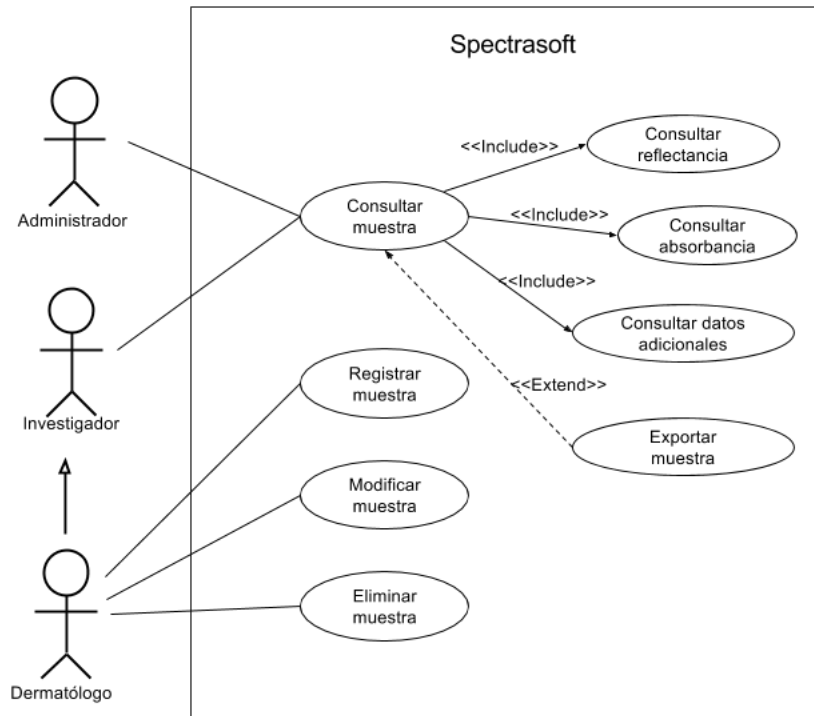 Spectrasoft
Administrador
Investigador
Dermatólogo
Consultar
muestra
<<Include>>
Consultar
reflectancia
<<Include>>
Consultar
absorbancia
<<Include>>
Consultar datos
adicionales
<<Extend>>
Exportar
muestra
Registrar
muestra
Modificar
muestra
Eliminar
muestra